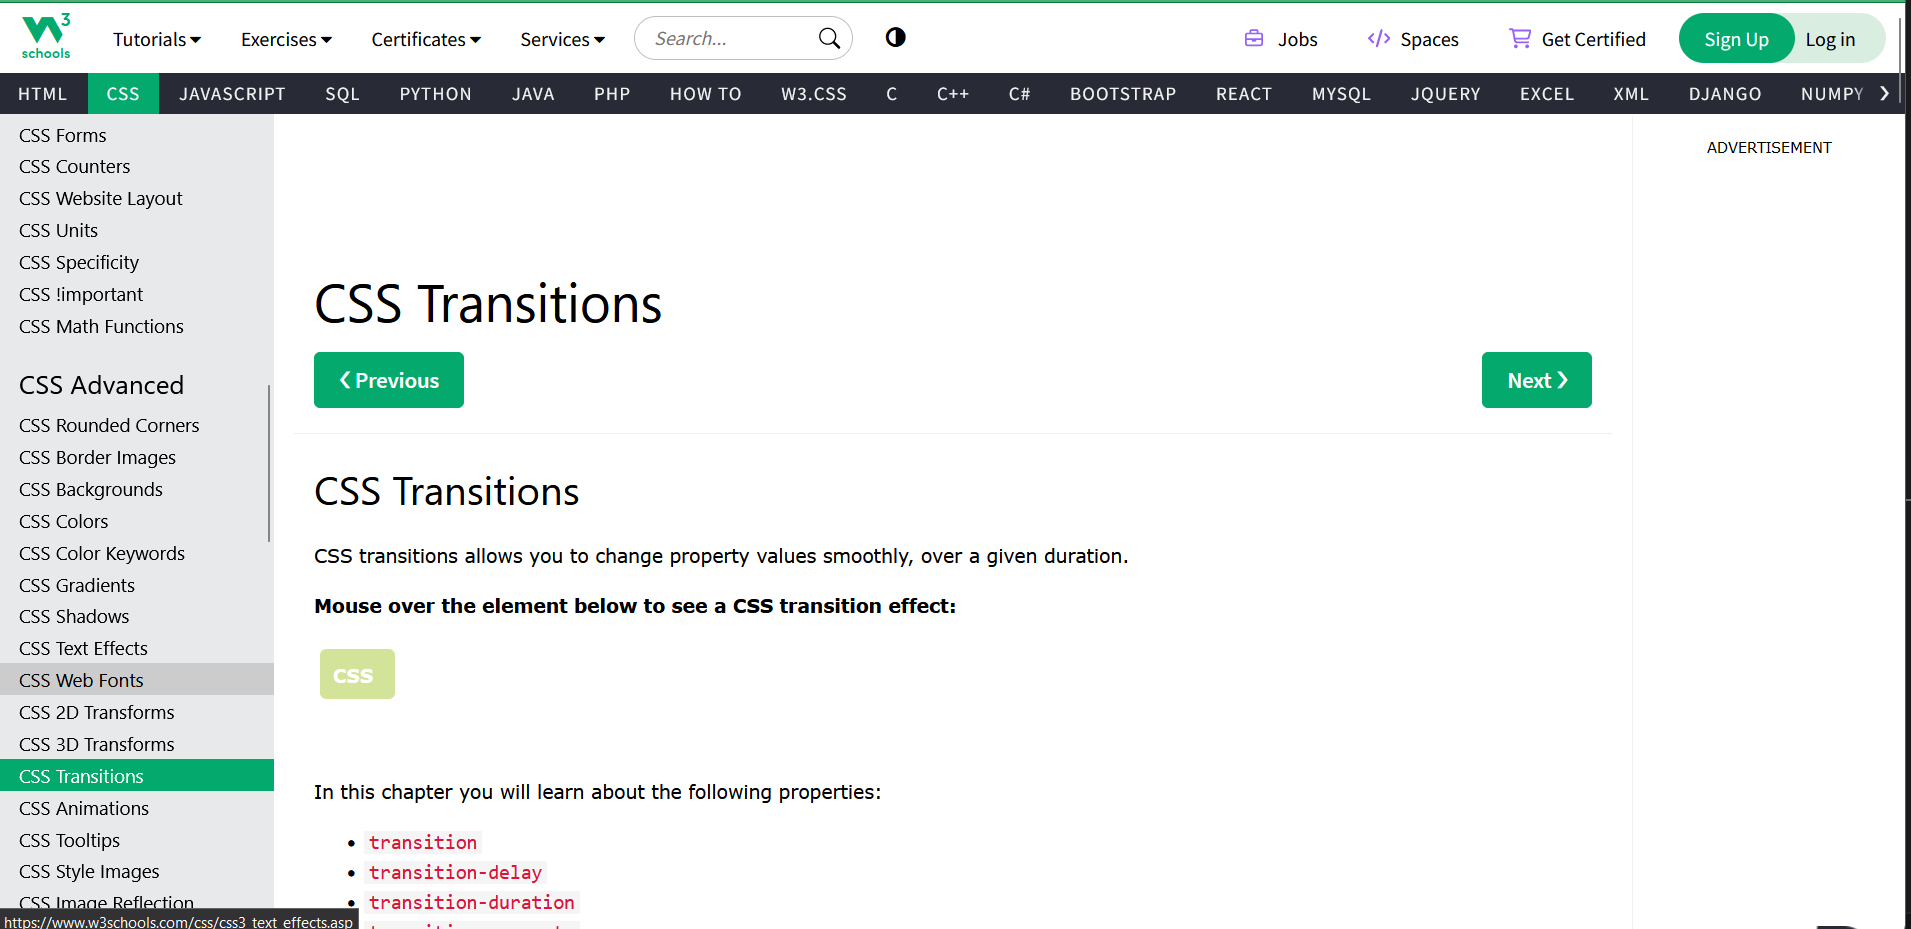 3
schools
Tutorials Exercises Certificates Services Search... Jobs Spaces Get Certified Sign Up Log in
HTML CSS JAVASCRIPT SQL PYTHON JAVA PHP HOW TO W3.CSS C C++ C# BOOTSTRAP REACT MYSQL JQUERY EXCEL XML DJANGO NUMPY
CSS Forms
CSS Counters
CSS Website Layout
CSS Units
CSS Specificity
CSS !important
CSS Math Functions
CSS Advanced
CSS Rounded Corners
CSS Border Images
CSS Backgrounds
CSS Colors
CSS Color Keywords
CSS Gradients
CSS Shadows
CSS Text Effects
CSS Web Fonts
CSS 2D Transforms
CSS 3D Transforms
CSS Transitions
CSS Animations
CSS Tooltips
CSS Style Images
CSS Image Reflection
https://www.w3schools.com/css/css3_text_effects.asp
CSS Transitions
❮ Previous
Next ❯
CSS Transitions
CSS transitions allows you to change property values smoothly, over a given duration.
Mouse over the element below to see a CSS transition effect:
CSS
In this chapter you will learn about the following properties:
transition
transition-delay
transition-duration
ADVERTISEMENT